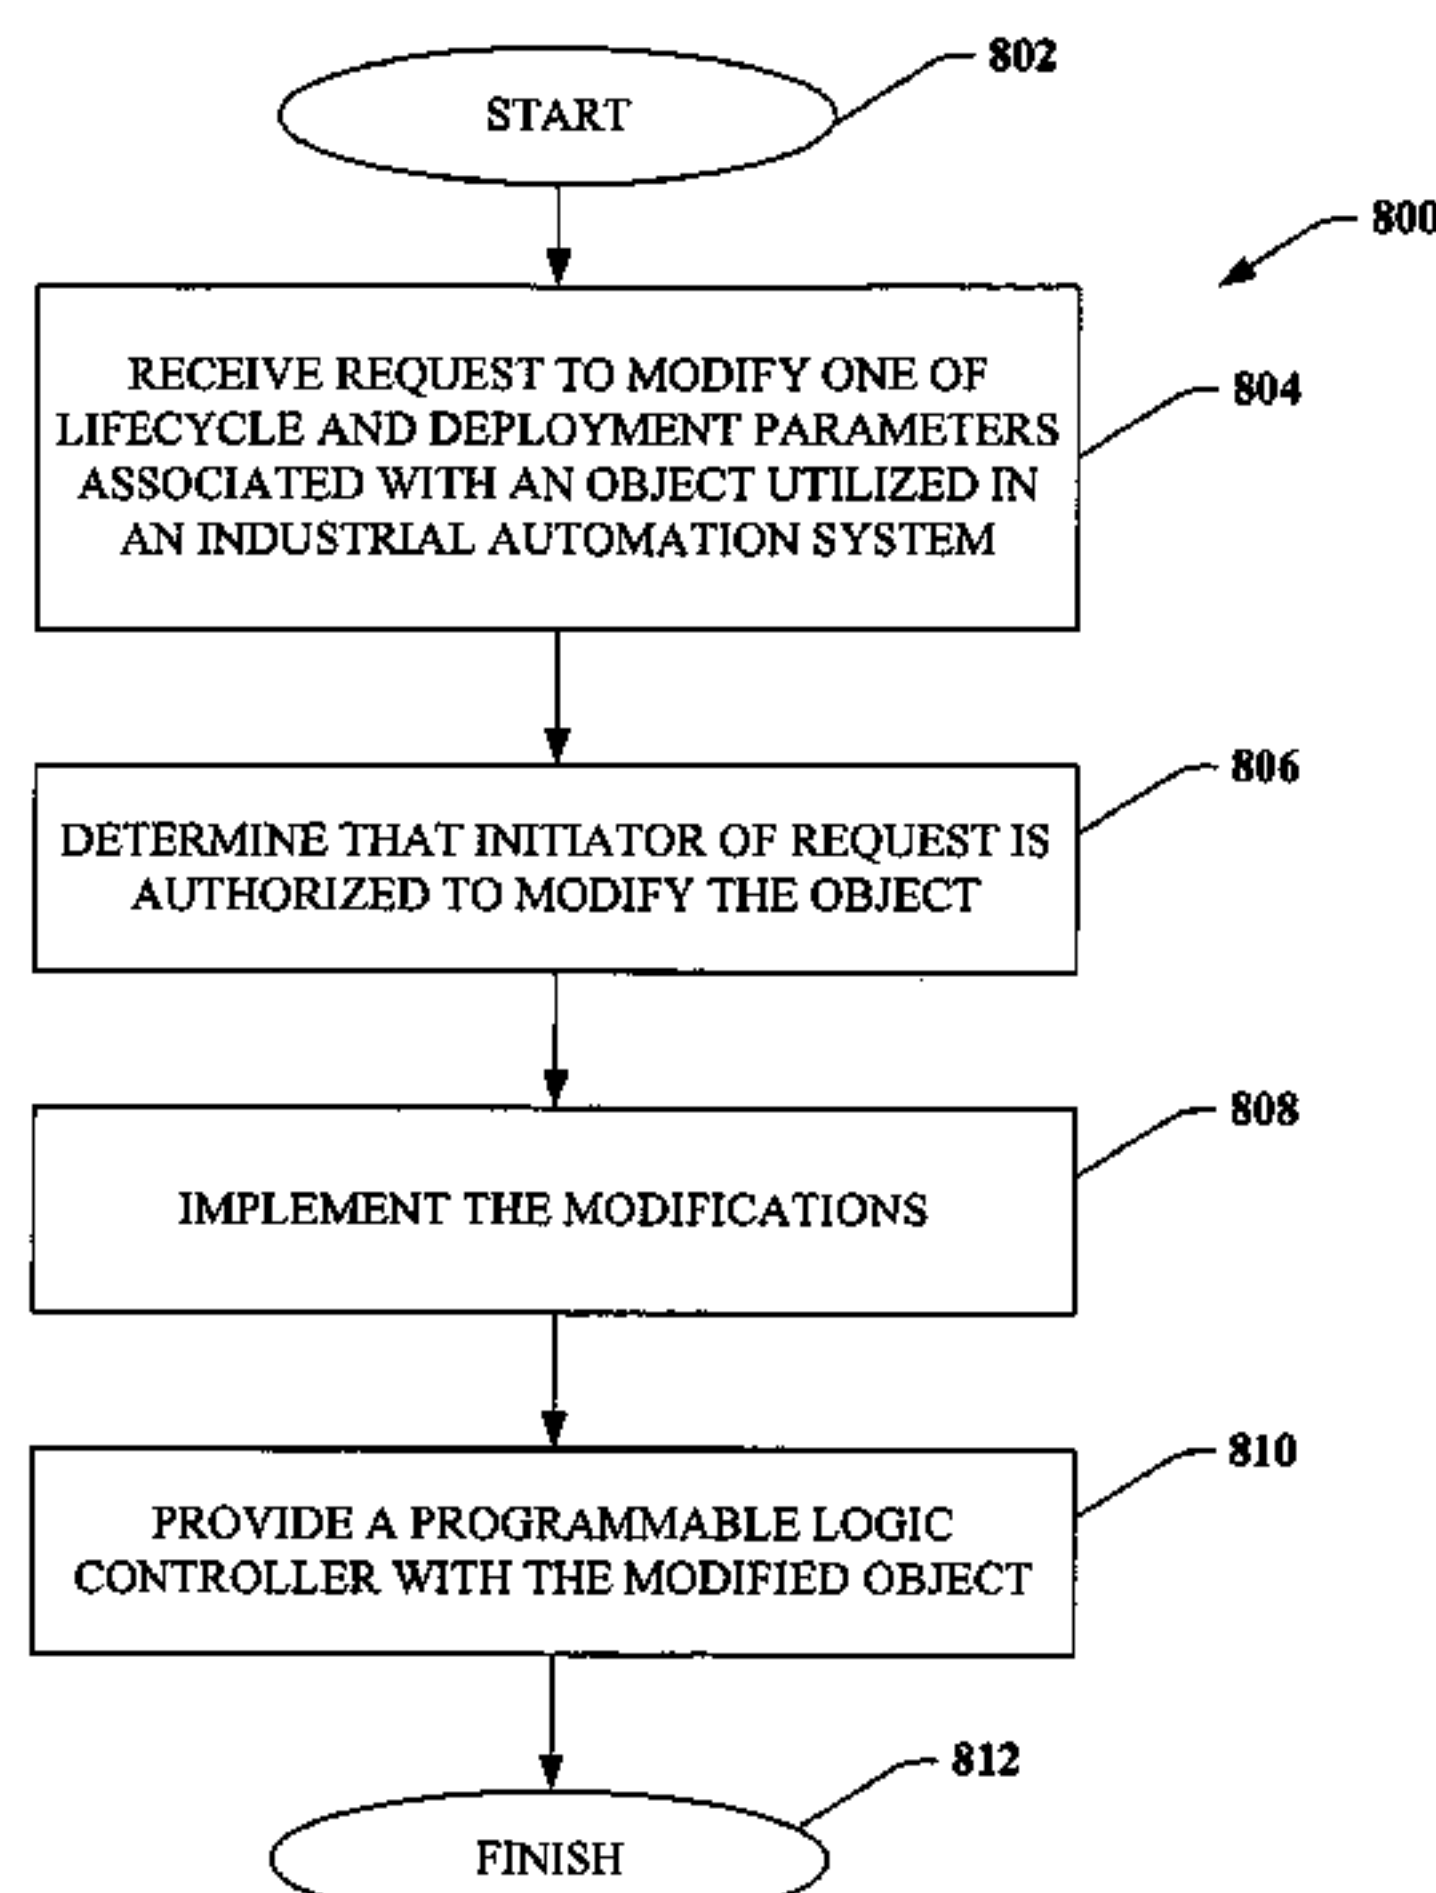 802
START
800
RECEIVE REQUEST TO MODIFY ONE OF
LIFECYCLE AND DEPLOYMENT PARAMETERS
ASSOCIATED WITH AN OBJECT UTILIZED IN
AN INDUSTRIAL AUTOMATION SYSTEM
804
806
DETERMINE THAT INITIATOR OF REQUEST IS
AUTHORIZED TO MODIFY THE OBJECT
808
IMPLEMENT THE MODIFICATIONS
810
PROVIDE A PROGRAMMABLE LOGIC
CONTROLLER WITH THE MODIFIED OBJECT
812
FINISH